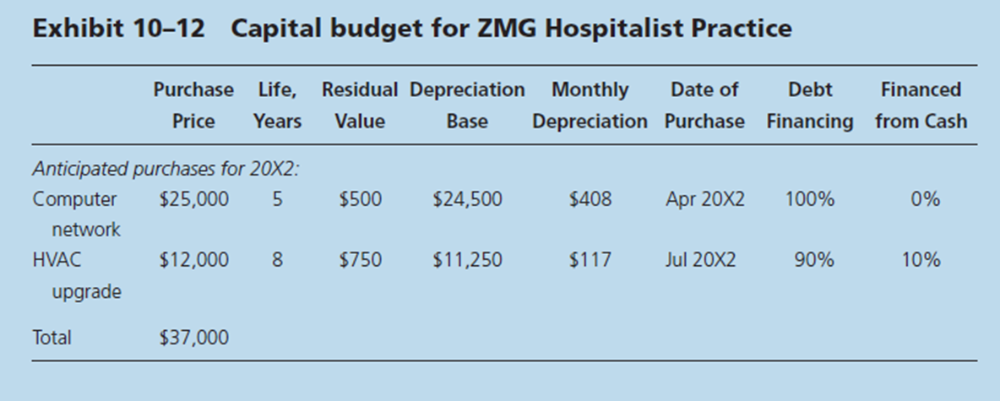 Exhibit 10–12 Capital budget for ZMG Hospitalist Practice
Purchase Life, Residual Depreciation Monthly Date of Debt Financed
Price Years Value Base Depreciation Purchase Financing from Cash
Anticipated purchases for 20X2:
Computer $25,000 5 $500 $24,500 $408 Apr 20X2 100% 0%
network
HVAC $12,000 8 $750 $11,250 $117 Jul 20X2 90% 10%
upgrade
Total $37,000